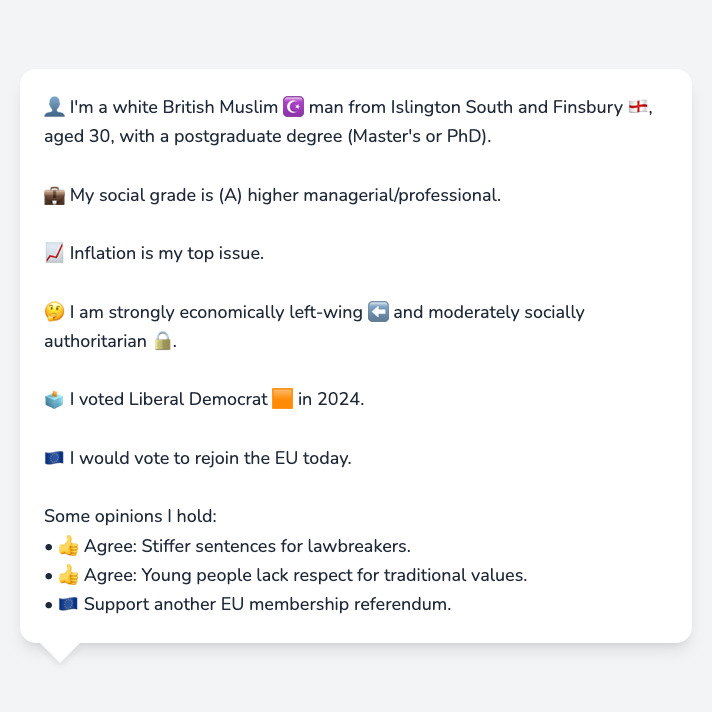 👤 I'm a white British Muslim ☪️ man from Islington South and Finsbury 🏴󠁧󠁢󠁥󠁮󠁧󠁿,
aged 30, with a postgraduate degree (Master's or PhD).
💼 My social grade is (A) higher managerial/professional.
📈 Inflation is my top issue.
🤔 I am strongly economically left-wing ⬅️ and moderately socially
authoritarian 🔒.
🗳️ I voted Liberal Democrat 🟧 in 2024.
🇪🇺 I would vote to rejoin the EU today.
Some opinions I hold:
• 👍 Agree: Stiffer sentences for lawbreakers.
• 👍 Agree: Young people lack respect for traditional values.
• 🇪🇺 Support another EU membership referendum.